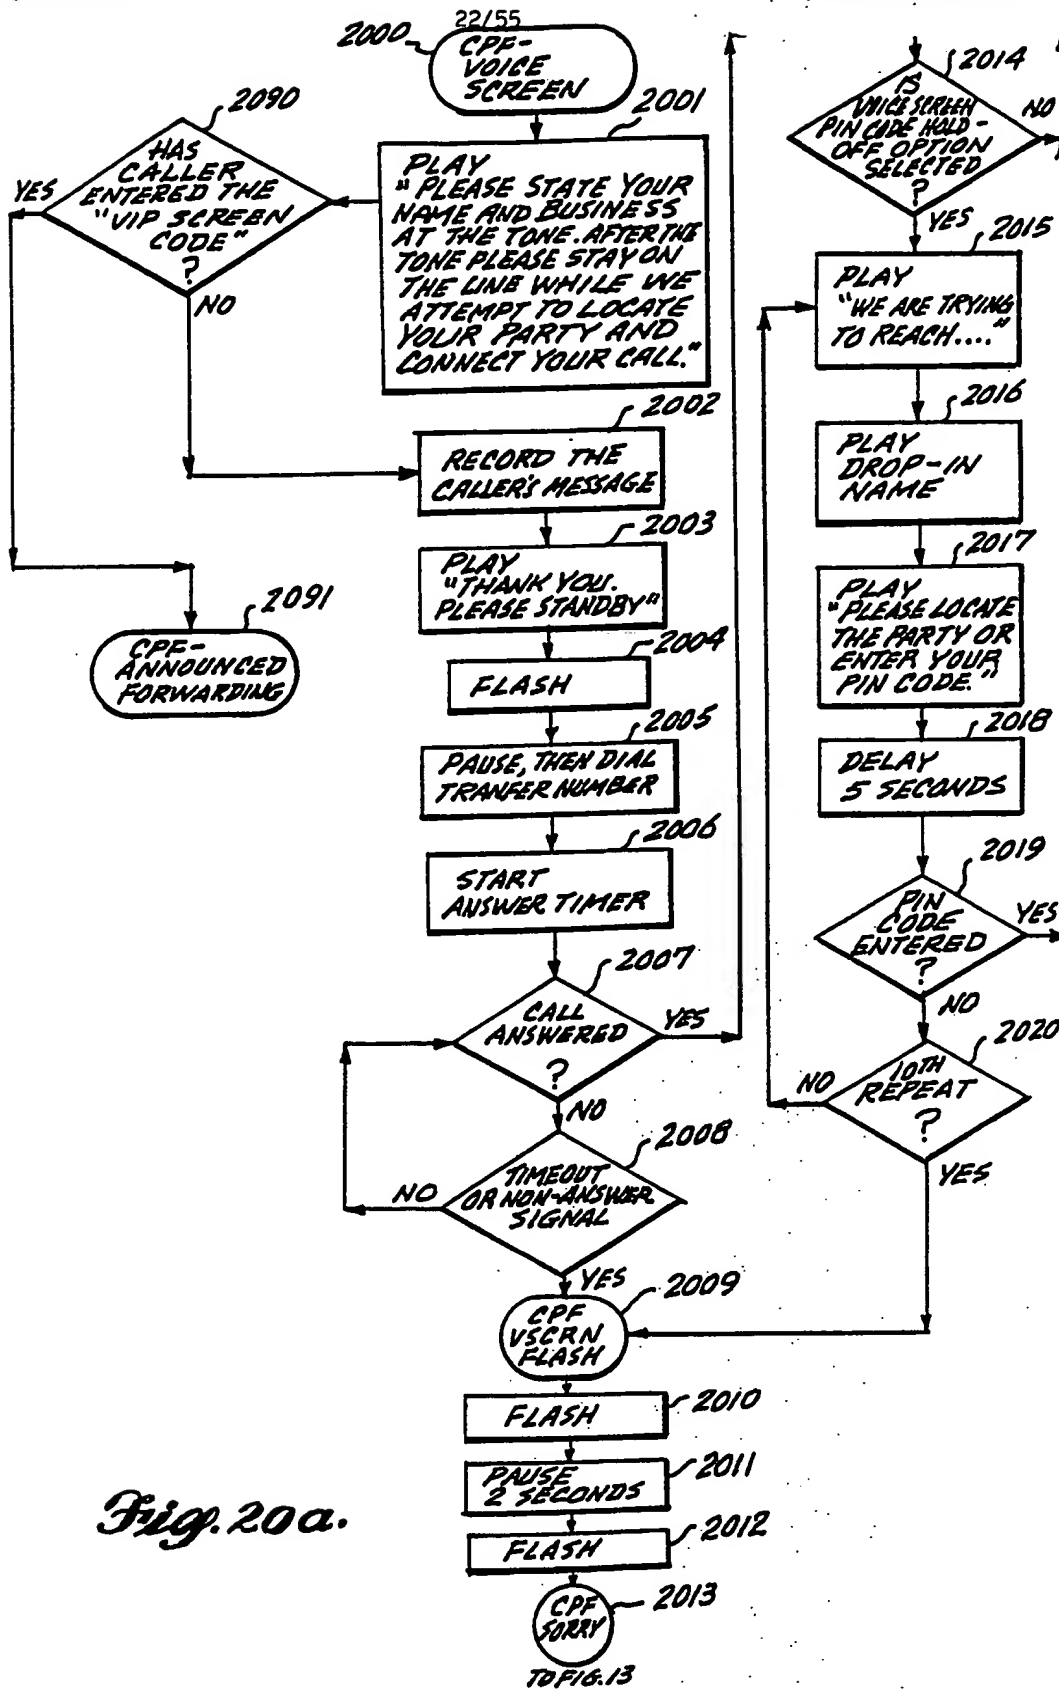 22/55
2000
CPF-
VOICE
SCREEN
2090
HAS
CALLER
ENTERED THE
"VIP SCREEN
CODE"
?
YES
NO
2001
PLAY
"PLEASE STATE YOUR
NAME AND BUSINESS
AT THE TONE. AFTER THE
TONE PLEASE STAY ON
THE LINE WHILE WE
ATTEMPT TO LOCATE
YOUR PARTY AND
CONNECT YOUR CALL."
2002
RECORD THE
CALLER'S MESSAGE
2003
PLAY
"THANK YOU.
PLEASE STANDBY"
2091
CPF-
ANNOUNCED
FORWARDING
2004
FLASH
2005
PAUSE, THEN DIAL
TRANFER NUMBER
2006
START
ANSWER TIMER
2007
CALL
ANSWERED
?
YES
NO
2008
TIMEOUT
OR NON-ANSWER
SIGNAL
NO
YES
2009
CPF
VSCRN
FLASH
2010
FLASH
2011
PAUSE
2 SECONDS
2012
FLASH
2013
CPF
SORRY
TO FIG. 13
2014
IS
VOICE SCREEN
PIN CODE HOLD-
OFF OPTION
SELECTED
?
NO
YES
2015
PLAY
"WE ARE TRYING
TO REACH...."
2016
PLAY
DROP-IN
NAME
2017
PLAY
"PLEASE LOCATE
THE PARTY OR
ENTER YOUR
PIN CODE."
2018
DELAY
5 SECONDS
2019
PIN
CODE
ENTERED
?
YES
NO
2020
10TH
REPEAT
?
NO
YES
Fig. 20a.